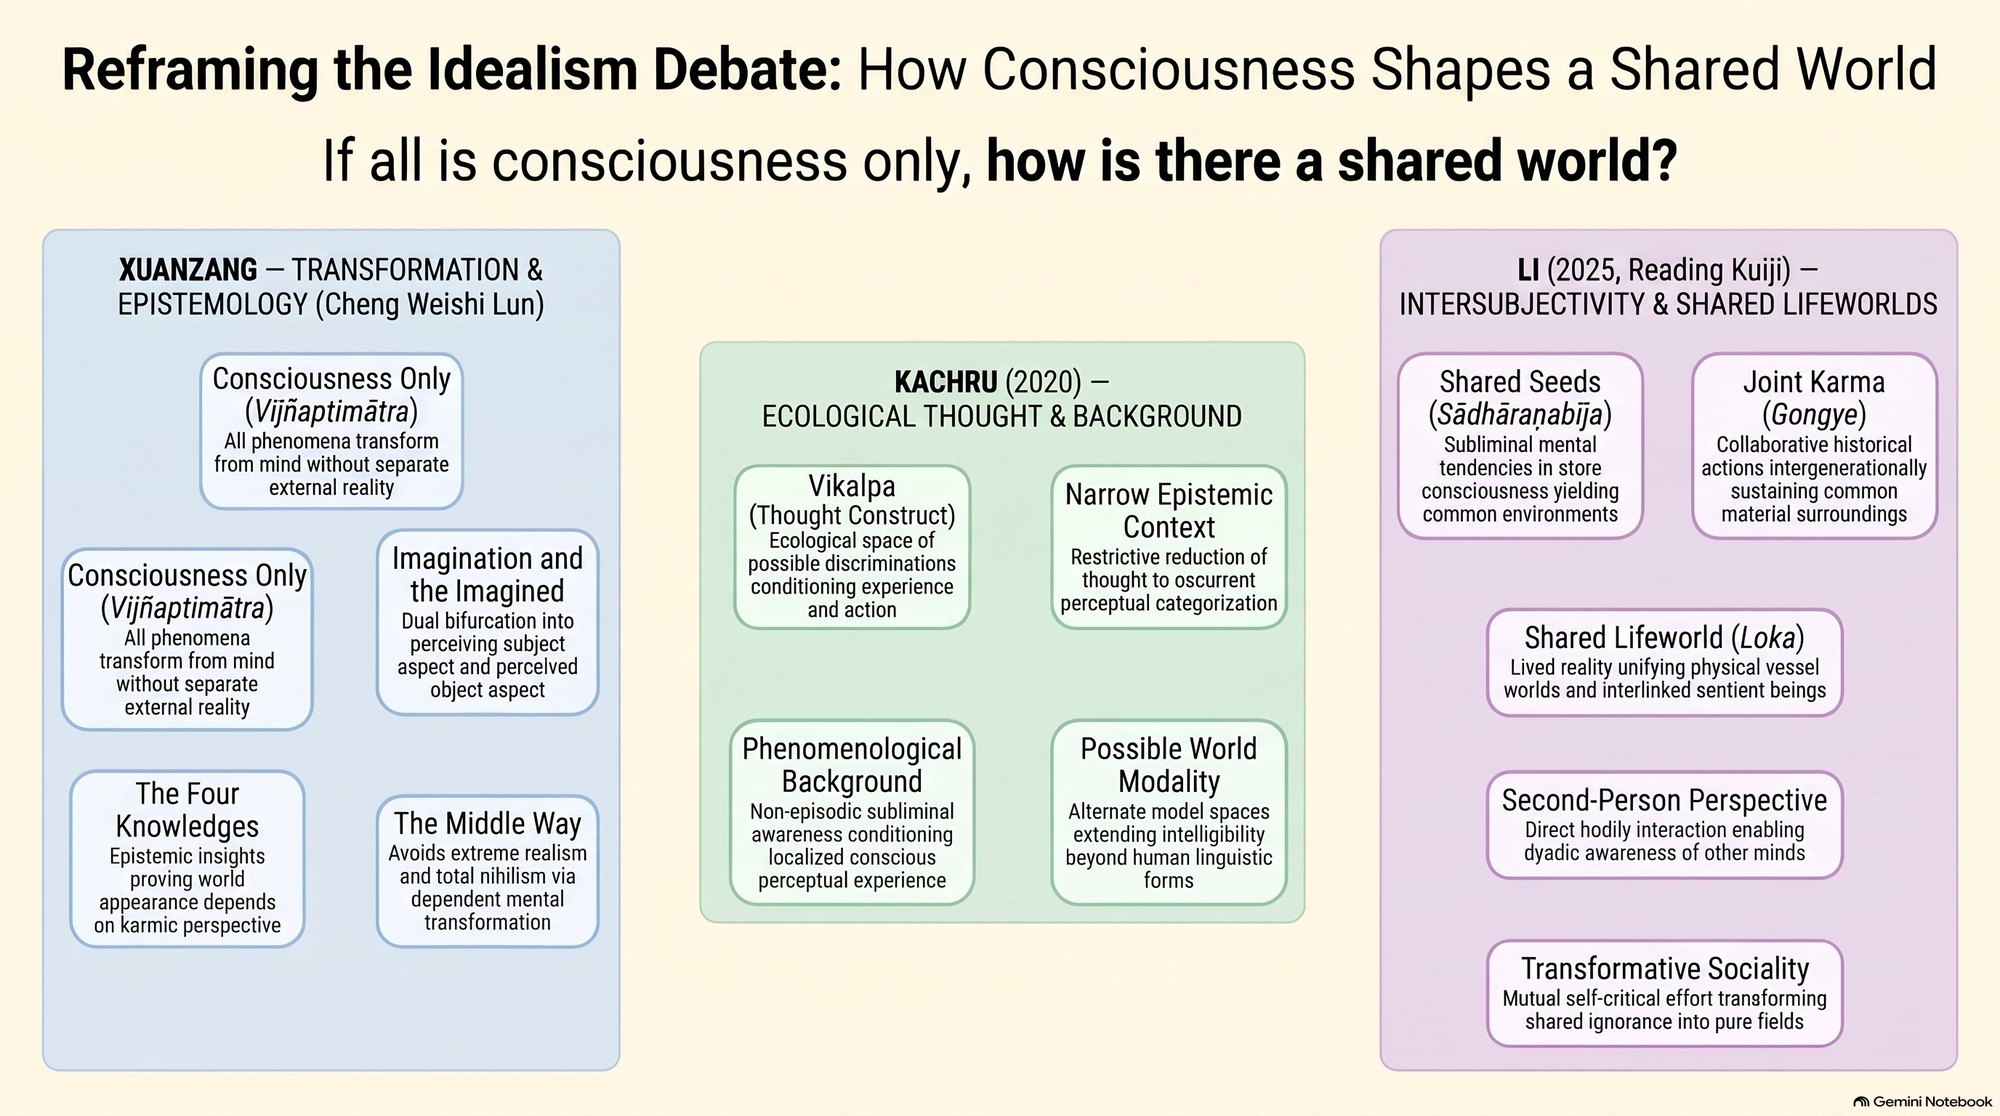 Reframing the Idealism Debate: How Consciousness Shapes a Shared World
If all is consciousness only, how is there a shared world?
XUANZANG — TRANSFORMATION &
EPISTEMOLOGY (Cheng Weishi Lun)
Consciousness Only
(Vijñaptimātra)
All phenomena transform
from mind without separate
external reality
Consciousness Only
(Vijñaptimātra)
All phenomena
transform from mind
without separate
external reality
Imagination and
the Imagined
Dual bifurcation into
perceiving subject
aspect and percelved
object aspect
The Four
Knowledges
Epistemic insights
proving world
appearance depends
on karmic perspective
The Middle Way
Avoids extreme realism
and total nihilism via
dependent mental
transformation
KACHRU (2020) —
ECOLOGICAL THOUGHT & BACKGROUND
Vikalpa
(Thought Construct)
Ecological space of
possible discriminations
conditioning experience
and action
Narrow Epistemic
Context
Restrictive reduction of
thought to oscurrent
perceptual categorization
Phenomenological
Background
Non-episodic subliminal
awareness conditioning
localized conscious
perceptual experience
Possible World
Modality
Alternate model spaces
extending intelligibility
beyond human linguistic
forms
LI (2025, Reading Kuiji) —
INTERSUBJECTIVITY & SHARED LIFEWORLDS
Shared Seeds
(Sādhāraṇabīja)
Subliminal mental
tendencies in store
consciousness yielding
common environments
Joint Karma
(Gongye)
Collaborative historical
actions intergenerationally
sustaining common
material surroundings
Shared Lifeworld (Loka)
Lived reality unifying physical vessel
worlds and interlinked sentient beings
Second-Person Perspective
Direct hodily interaction enabling
dyadic awareness of other minds
Transformative Sociality
Mutual self-critical effort transforming
shared ignorance into pure fields
Gemini Notebook